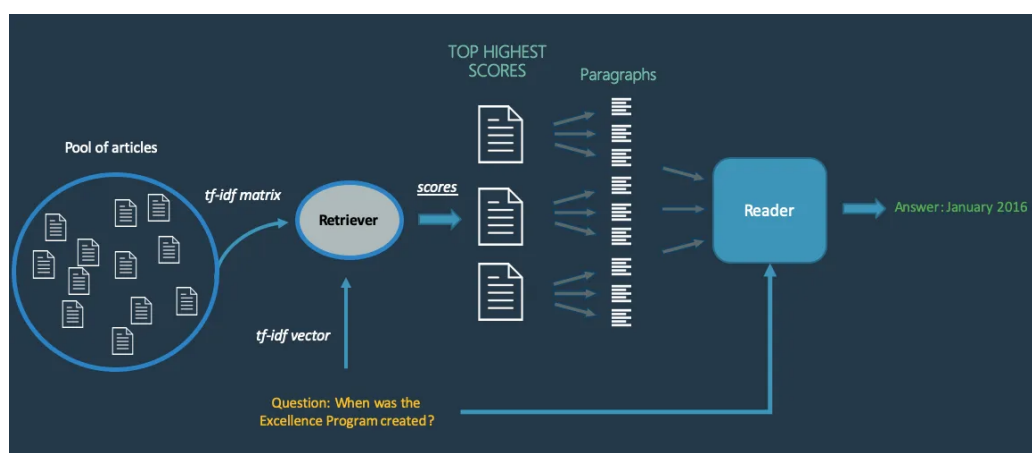 TOP HIGHEST
SCORES
Paragraphs
Pool of articles
tf-idf matrix
scores
Retriever
Reader
Answer: January 2016
tf-idf vector
Question: When was the
Excellence Program created?